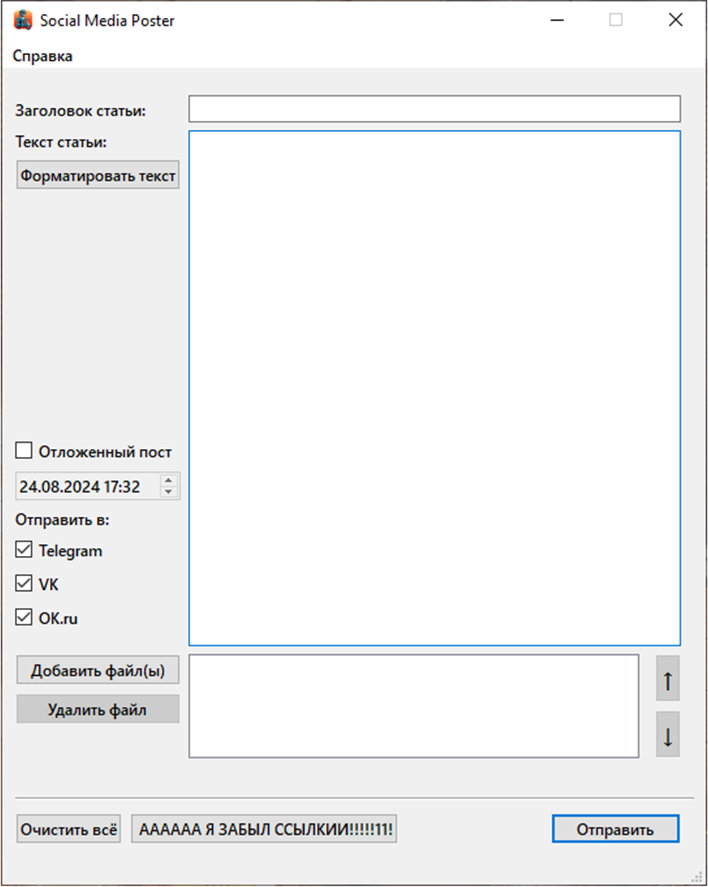 Social Media Poster
Справка
Заголовок статьи:
Текст статьи:
Форматировать текст
Отложенный пост
24.08.2024 17:32
Отправить в:
Telegram
VK
OK.ru
Добавить файл(ы)
Удалить файл
↑
↓
Очистить всё
АААААА Я ЗАБЫЛ ССЫЛКИИ!!!!!11!
Отправить